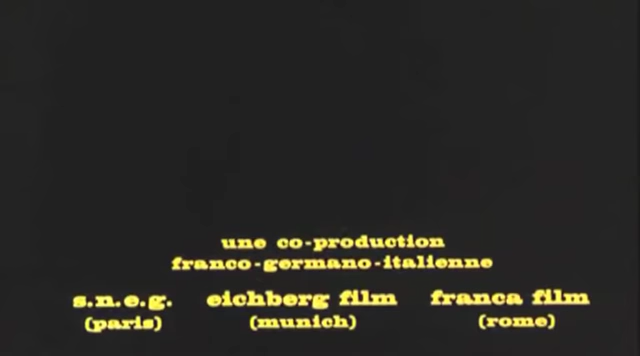 une co-production
franco-germano-italienne
s.n.e.g. eichberg film franca film
(paris) (munich) (rome)